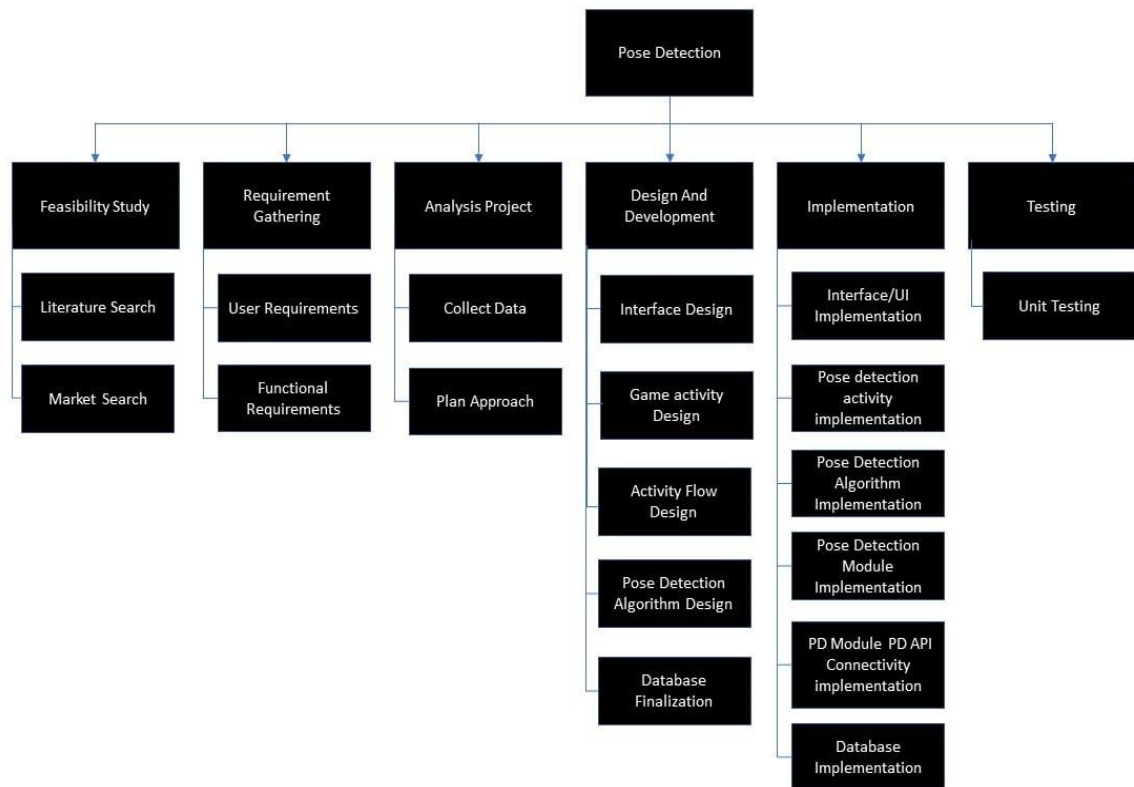 Pose Detection
Feasibility Study
Literature Search
Market Search
Requirement
Gathering
User Requirements
Functional
Requirements
Analysis Project
Collect Data
Plan Approach
Design And
Development
Interface Design
Game activity
Design
Activity Flow
Design
Pose Detection
Algorithm Design
Database
Finalization
Implementation
Interface/UI
Implementation
Pose detection
activity
implementation
Pose Detection
Algorithm
Implementation
Pose Detection
Module
Implementation
PD Module PD API
Connectivity
implementation
Database
Implementation
Testing
Unit Testing